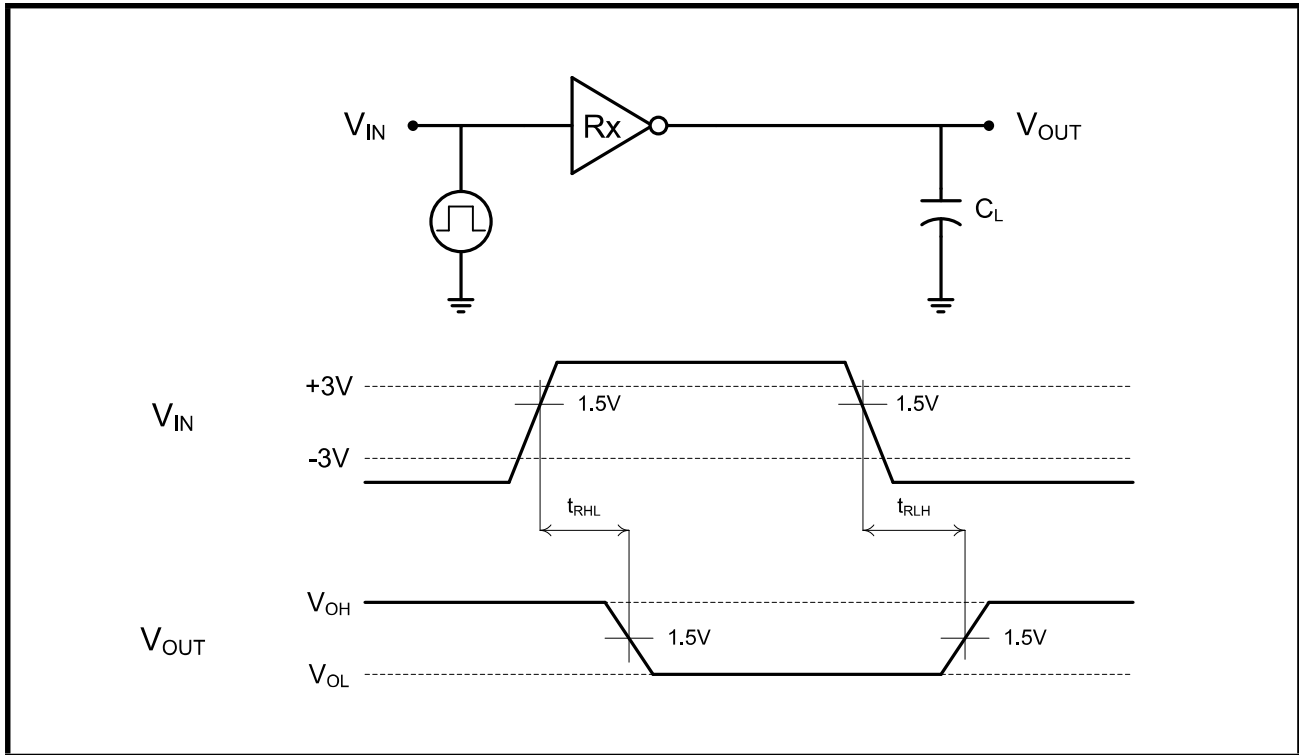 V_IN
Rx
V_OUT
C_L
+3V
1.5V
1.5V
V_IN
-3V
t_RHL
t_RLH
V_OH
1.5V
1.5V
V_OUT
V_OL